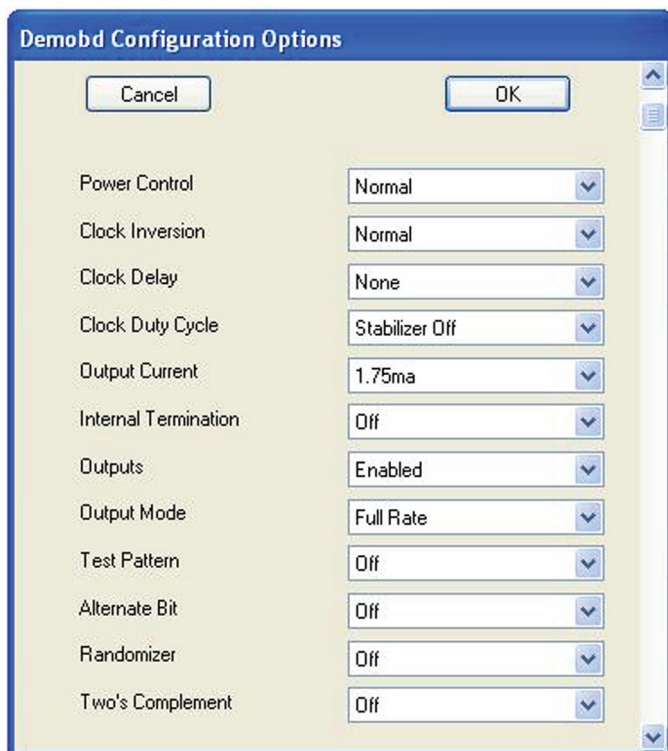 Demobd Configuration Options
Cancel OK
Power Control Normal
Clock Inversion Normal
Clock Delay None
Clock Duty Cycle Stabilizer Off
Output Current 1.75ma
Internal Termination Off
Outputs Enabled
Output Mode Full Rate
Test Pattern Off
Alternate Bit Off
Randomizer Off
Two's Complement Off